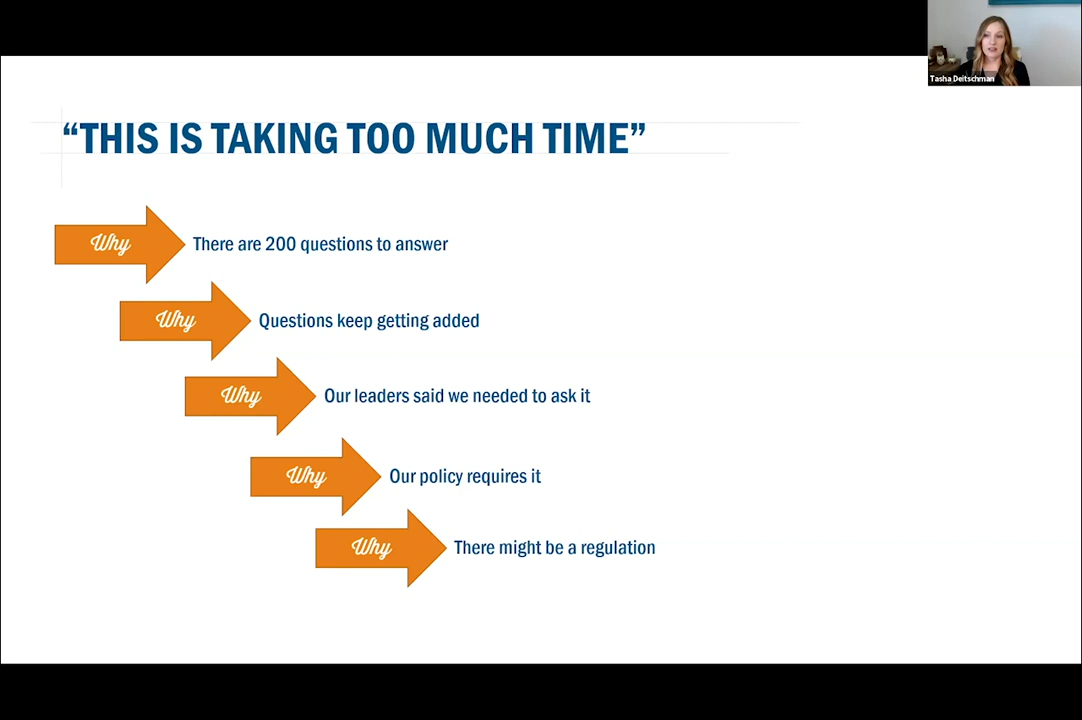 Tasha Deitschman
“THIS IS TAKING TOO MUCH TIME”
Why There are 200 questions to answer
Why Questions keep getting added
Why Our leaders said we needed to ask it
Why Our policy requires it
Why There might be a regulation